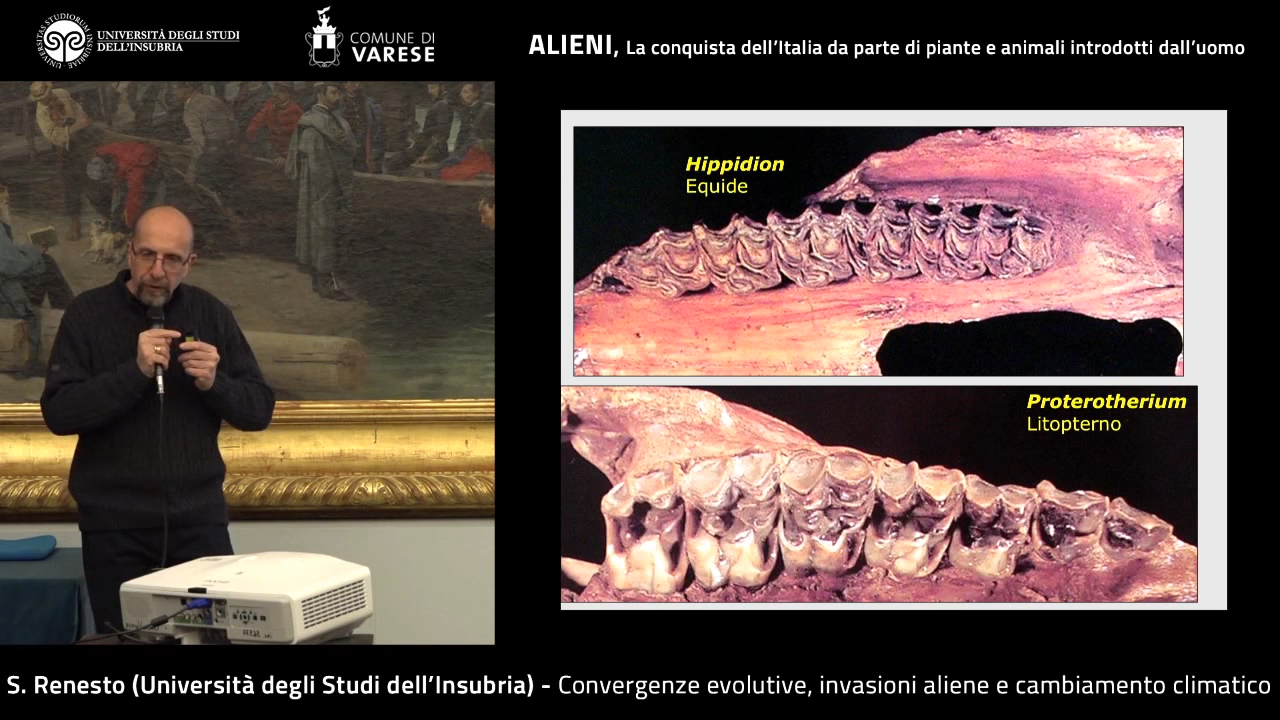 UNIVERSITÀ DEGLI STUDI
DELL'INSUBRIA
COMUNE DI
VARESE
ALIENI, La conquista dell'Italia da parte di piante e animali introdotti dall'uomo
Hippidion
Equide
Proterotherium
Litopterno
S. Renesto (Università degli Studi dell'Insubria) - Convergenze evolutive, invasioni aliene e cambiamento climatico